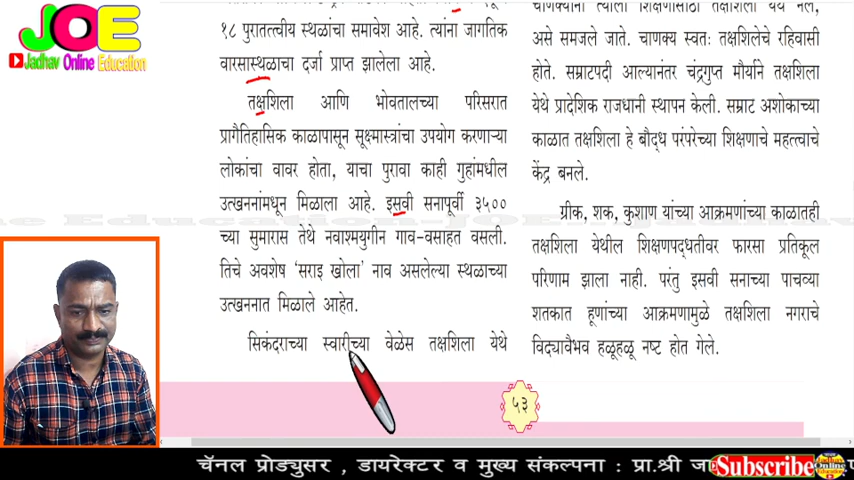 JOE
Jadhav Online Education
१८ पुरातत्त्वीय स्थळांचा समावेश आहे. त्यांना जागतिक
वारसास्थळाचा दर्जा प्राप्त झालेला आहे.
तक्षशिला आणि भोवतालच्या परिसरात
प्रागैतिहासिक काळापासून सूक्ष्मास्त्रांचा उपयोग करणाऱ्या
लोकांचा वावर होता, याचा पुरावा काही गुहांमधील
उत्खननांमधून मिळाला आहे. इसवी सनापूर्वी ३५००
च्या सुमारास तेथे नवाश्मयुगीन गाव-वसाहत वसली.
तिचे अवशेष ‘सराइ खोला’ नाव असलेल्या स्थळाच्या
उत्खननात मिळाले आहेत.
सिकंदराच्या स्वारीच्या वेळेस तक्षशिला येथे
चाणक्याने त्याला शिक्षणासाठी तक्षशिला येथे नेले,
असे समजले जाते. चाणक्य स्वतः तक्षशिलेचे रहिवासी
होते. सम्राटपदी आल्यानंतर चंद्रगुप्त मौर्याने तक्षशिला
येथे प्रादेशिक राजधानी स्थापन केली. सम्राट अशोकाच्या
काळात तक्षशिला हे बौद्ध परंपरेच्या शिक्षणाचे महत्त्वाचे
केंद्र बनले.
ग्रीक, शक, कुशाण यांच्या आक्रमणांच्या काळातही
तक्षशिला येथील शिक्षणपद्धतीवर फारसा प्रतिकूल
परिणाम झाला नाही. परंतु इसवी सनाच्या पाचव्या
शतकात हूणांच्या आक्रमणामुळे तक्षशिला नगराचे
विद्यावैभव हळूहळू नष्ट होत गेले.
५३
चॅनल प्रोड्युसर , डायरेक्टर व मुख्य संकल्पना : प्रा.श्री
Subscribe